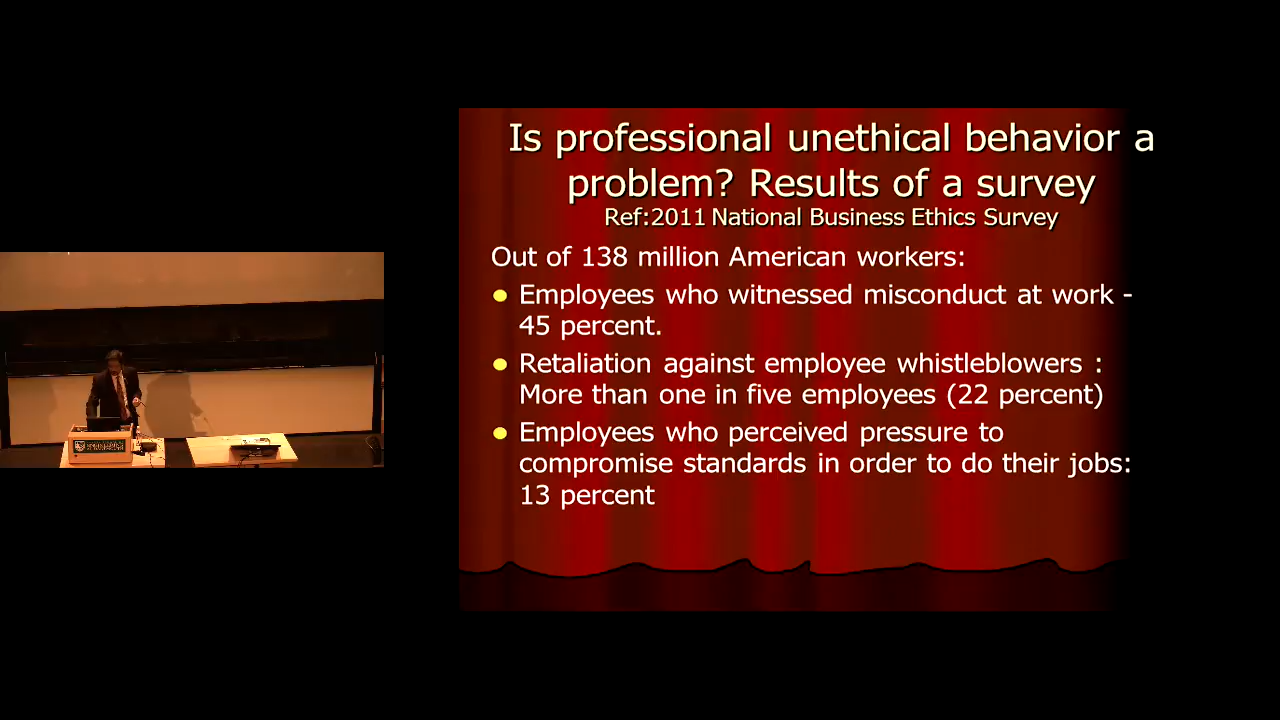 Is professional unethical behavior a
problem? Results of a survey
Ref:2011 National Business Ethics Survey
Out of 138 million American workers:
● Employees who witnessed misconduct at work -
45 percent.
● Retaliation against employee whistleblowers :
More than one in five employees (22 percent)
● Employees who perceived pressure to
compromise standards in order to do their jobs:
13 percent